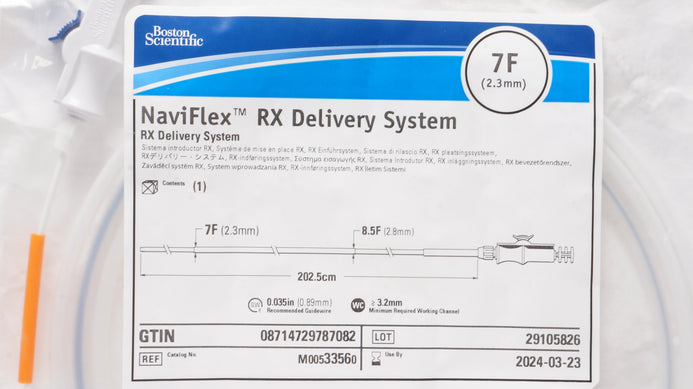 Boston
Scientific
7F
(2.3mm)
NaviFlex™ RX Delivery System
RX Delivery System
Sistema introductor RX, Système de mise en place RX, RX Einführsystem, Sistema di rilascio RX, RX plaatsingssysteem,
RXデリバリー・システム, RX-indføringssystem, Σύστημα εισαγωγής RX, Sistema introdutor RX, RX inläggningssystem, RX bevezetőrendszer,
Zaváděcí systém RX, System wprowadzania RX, RX-innføringssystem, RX İletim Sistemi
Contents (1)
7F (2.3mm) 8.5F (2.8mm)
202.5cm
GW 0.035in (0.89mm) WC ≥ 3.2mm
Recommended Guidewire Minimum Required Working Channel
GTIN 08714729787082 LOT 29105826
REF Catalog No. M00533560 Use By 2024-03-23